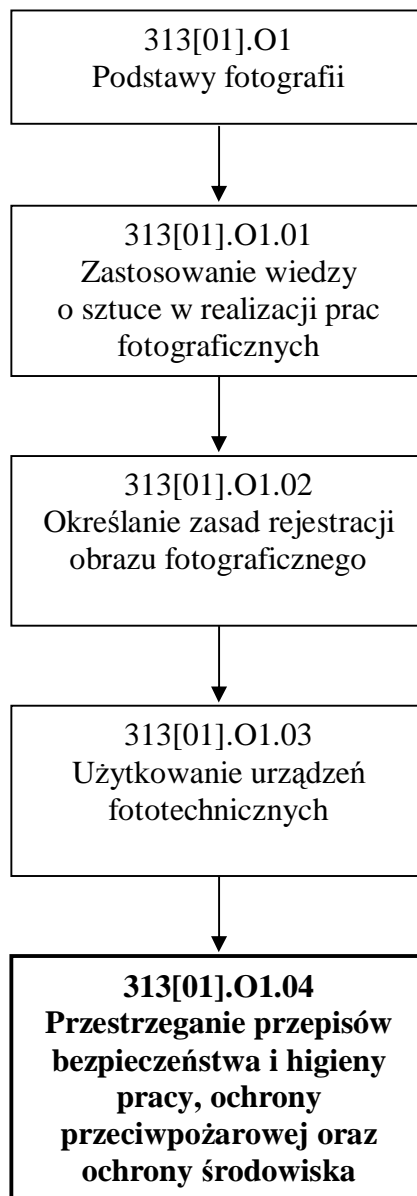 313[01].O1
Podstawy fotografii
313[01].O1.01
Zastosowanie wiedzy
o sztuce w realizacji prac
fotograficznych
313[01].O1.02
Określanie zasad rejestracji
obrazu fotograficznego
313[01].O1.03
Użytkowanie urządzeń
fototechnicznych
313[01].O1.04
Przestrzeganie przepisów
bezpieczeństwa i higieny
pracy, ochrony
przeciwpożarowej oraz
ochrony środowiska